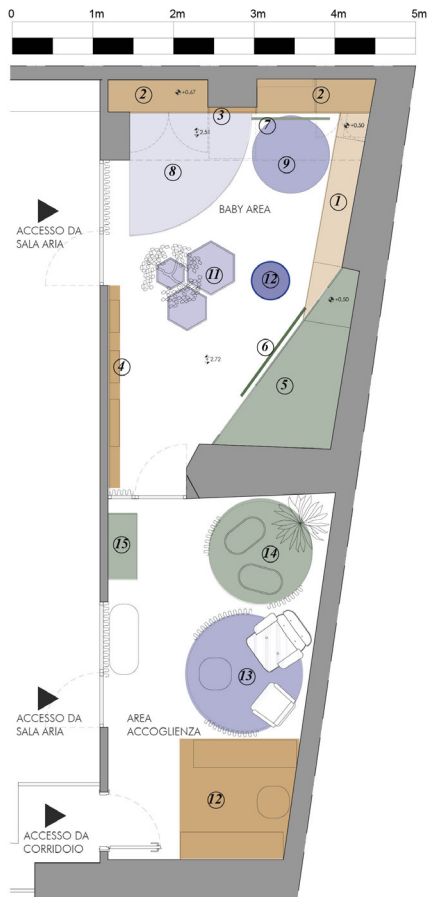 0 1m 2m 3m 4m 5m
2 +0,67 2
3
7 +0,50
2.51
8 9
1
BABY AREA
ACCESSO DA
SALA ARIA
11 12
+0,50
6
4 2.72
5
15 14
13
ACCESSO DA
SALA ARIA
AREA
ACCOGLIENZA
12
ACCESSO DA
CORRIDOIO